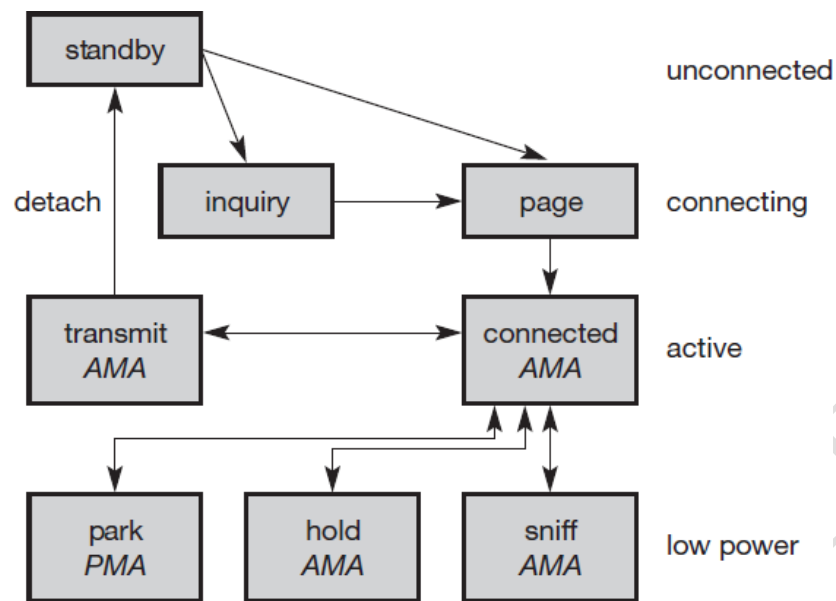 standby
unconnected
detach
inquiry
page
connecting
transmit
AMA
connected
AMA
active
park
PMA
hold
AMA
sniff
AMA
low power